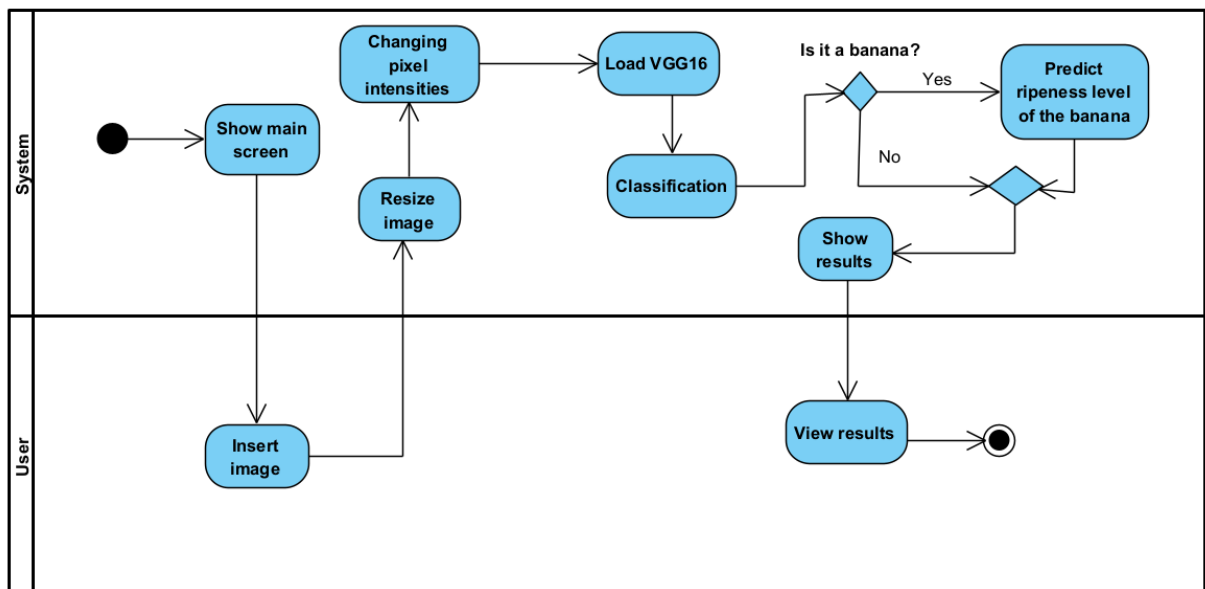 System
Show main
screen
Changing
pixel
intensities
Resize
image
Load VGG16
Classification
Is it a banana?
Yes
No
Predict
ripeness level
of the banana
Show
results
User
Insert
image
View results